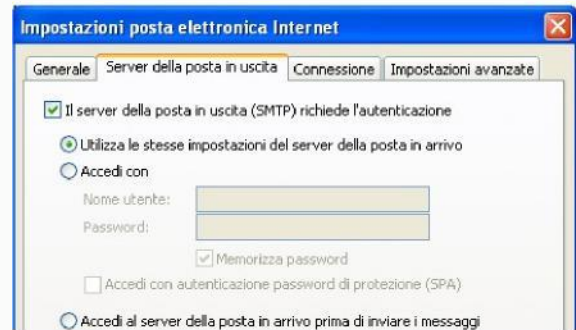 Impostazioni posta elettronica Internet
Generale Server della posta in uscita Connessione Impostazioni avanzate
Il server della posta in uscita (SMTP) richiede l'autenticazione
Utilizza le stesse impostazioni del server della posta in arrivo
Accedi con
Nome utente:
Password:
Memorizza password
Accedi con autenticazione password di protezione (SPA)
Accedi al server della posta in arrivo prima di inviare i messaggi